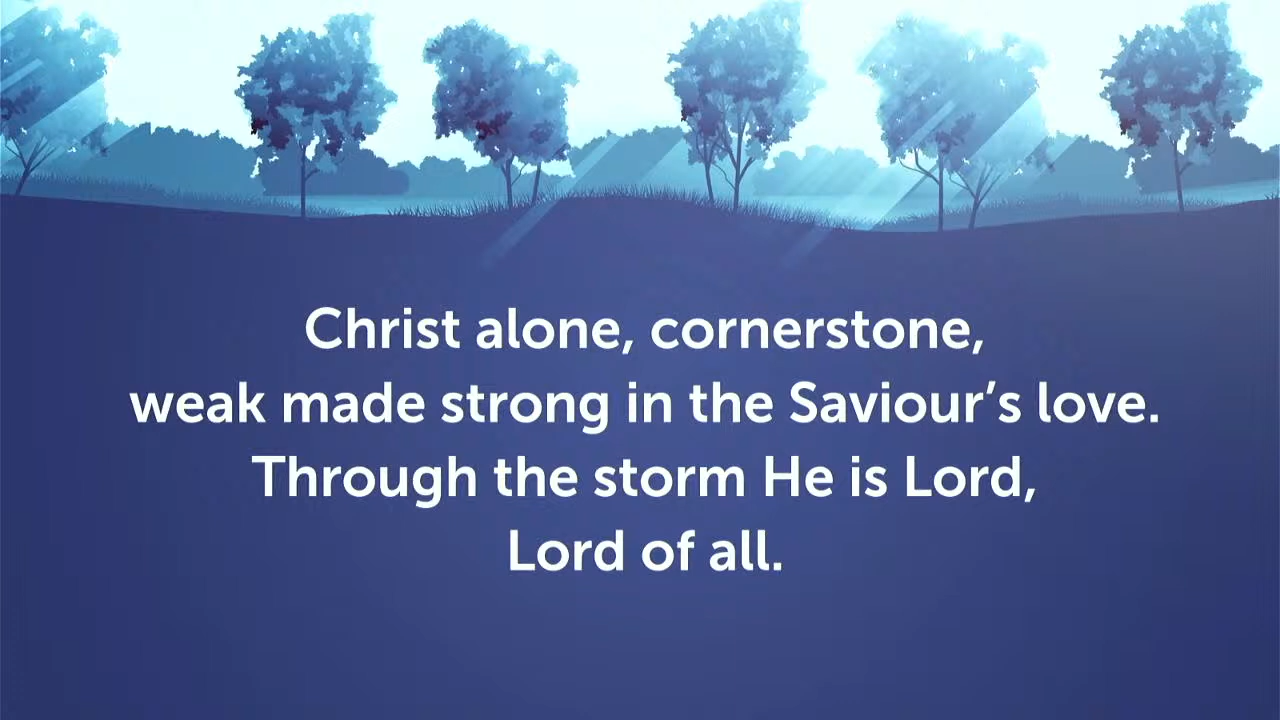 Christ alone, cornerstone,
weak made strong in the Saviour’s love.
Through the storm He is Lord,
Lord of all.